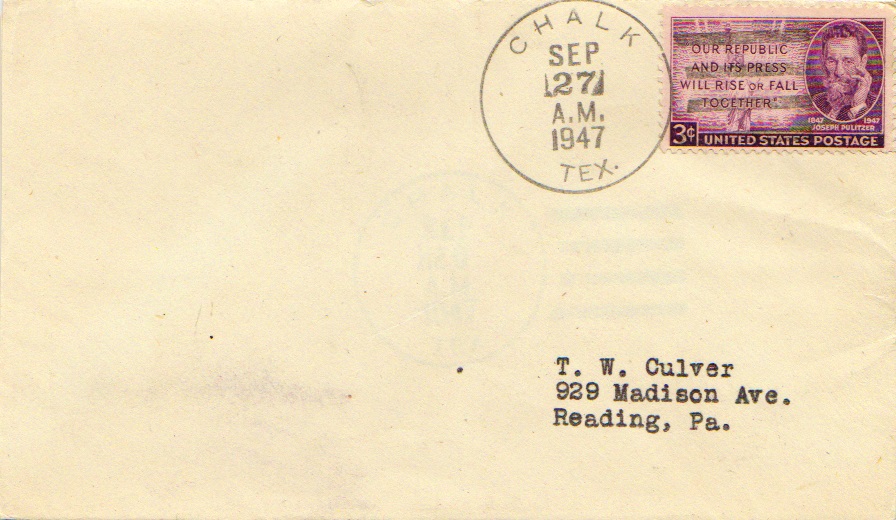 CHALK
SEP
27
A.M.
1947
TEX.
"OUR REPUBLIC
AND ITS PRESS
WILL RISE OR FALL
TOGETHER"
1847 1947
JOSEPH PULITZER
3¢ UNITED STATES POSTAGE
T. W. Culver
929 Madison Ave.
Reading, Pa.